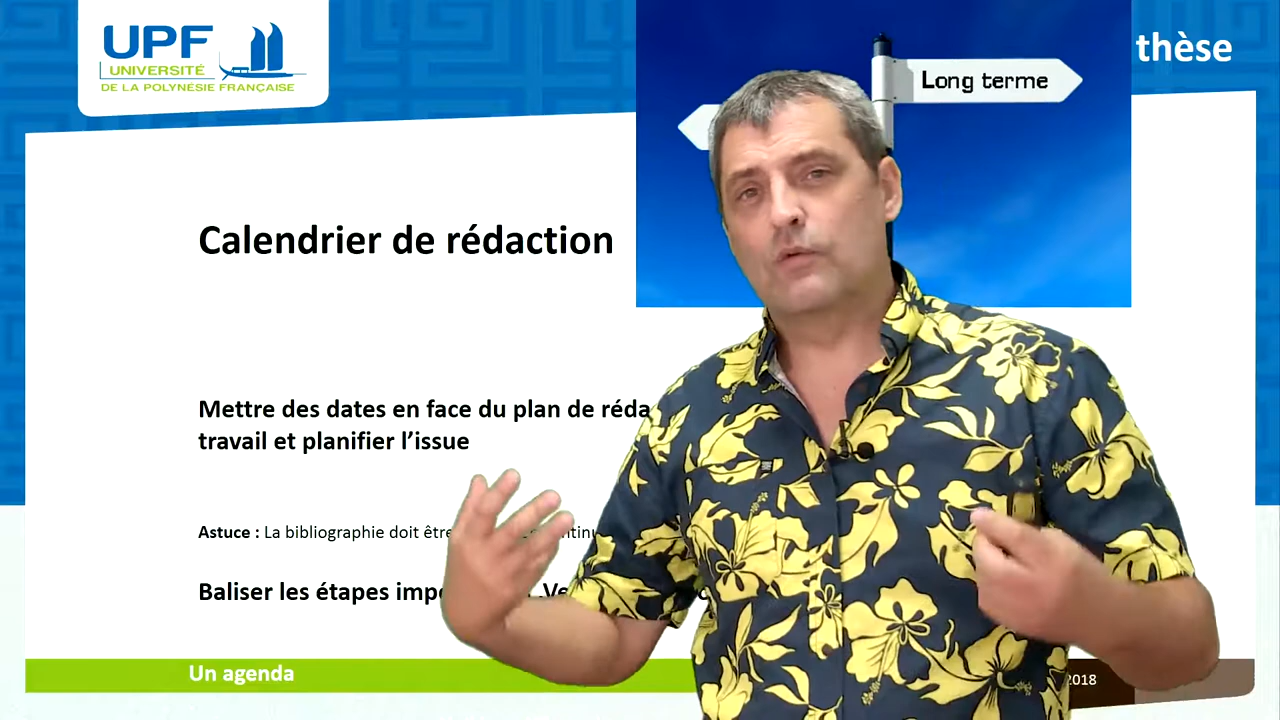 UPF
UNIVERSITÉ
DE LA POLYNÉSIE FRANÇAISE
thèse
Long terme
Calendrier de rédaction
Mettre des dates en face du plan de
travail et planifier l’issue
Astuce : La bibliographie doit être
Baliser les étapes
Un agenda
2018